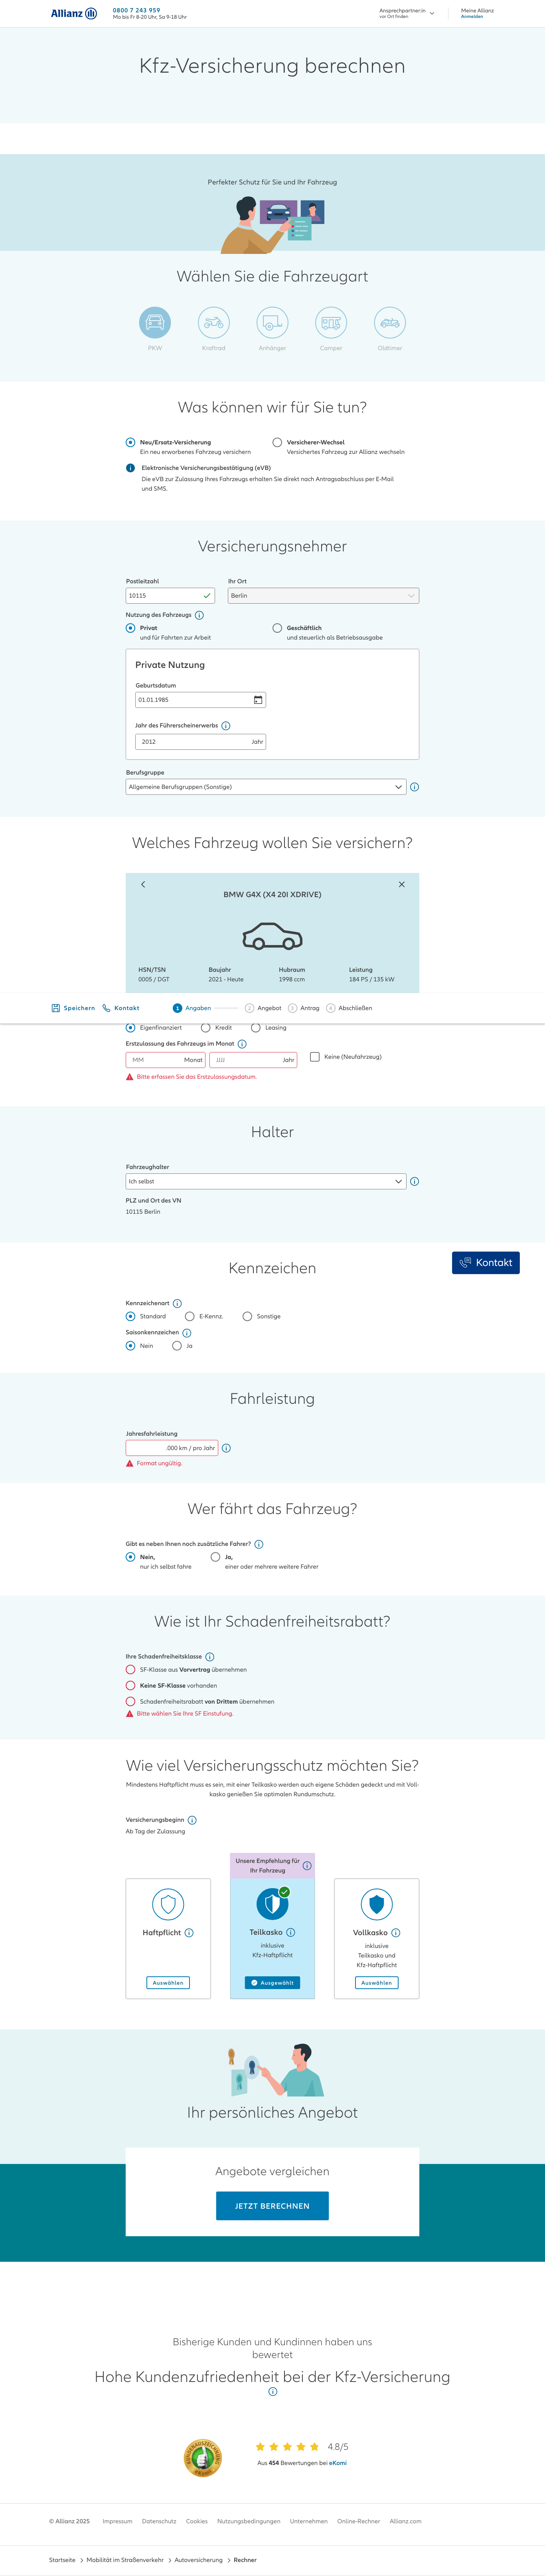 Allianz
0800 7 243 959
Mo bis Fr 8-20 Uhr, Sa 9-18 Uhr
Ansprechpartner:in
vor Ort finden
Meine Allianz
Anmelden
Kfz-Versicherung berechnen
Perfekter Schutz für Sie und Ihr Fahrzeug
Wählen Sie die Fahrzeugart
PKW
Kraftrad
Anhänger
Camper
Oldtimer
Was können wir für Sie tun?
Neu/Ersatz-Versicherung
Ein neu erworbenes Fahrzeug versichern
Versicherer-Wechsel
Versichertes Fahrzeug zur Allianz wechseln
Elektronische Versicherungsbestätigung (eVB)
Die eVB zur Zulassung Ihres Fahrzeugs erhalten Sie direkt nach Antragsabschluss per E-Mail
und SMS.
Versicherungsnehmer
Postleitzahl
Ihr Ort
10115
Berlin
Nutzung des Fahrzeugs
Privat
und für Fahrten zur Arbeit
Geschäftlich
und steuerlich als Betriebsausgabe
Private Nutzung
Geburtsdatum
01.01.1985
Jahr des Führerscheinerwerbs
2012 Jahr
Berufsgruppe
Allgemeine Berufsgruppen (Sonstige)
Welches Fahrzeug wollen Sie versichern?
BMW G4X (X4 20I XDRIVE)
HSN/TSN Baujahr Hubraum Leistung
0005 / DGT 2021 - Heute 1998 ccm 184 PS / 135 kW
Speichern Kontakt 1 Angaben 2 Angebot 3 Antrag 4 Abschließen
Eigenfinanziert Kredit Leasing
Erstzulassung des Fahrzeugs im Monat
MM Monat JJJJ Jahr Keine (Neufahrzeug)
Bitte erfassen Sie das Erstzulassungsdatum.
Halter
Fahrzeughalter
Ich selbst
PLZ und Ort des VN
10115 Berlin
Kontakt
Kennzeichen
Kennzeichenart
Standard E-Kennz. Sonstige
Saisonkennzeichen
Nein Ja
Fahrleistung
Jahresfahrleistung
.000 km / pro Jahr
Format ungültig.
Wer fährt das Fahrzeug?
Gibt es neben Ihnen noch zusätzliche Fahrer?
Nein,
nur ich selbst fahre
Ja,
einer oder mehrere weitere Fahrer
Wie ist Ihr Schadenfreiheitsrabatt?
Ihre Schadenfreiheitsklasse
SF-Klasse aus Vorvertrag übernehmen
Keine SF-Klasse vorhanden
Schadenfreiheitsrabatt von Drittem übernehmen
Bitte wählen Sie Ihre SF Einstufung.
Wie viel Versicherungsschutz möchten Sie?
Mindestens Haftpflicht muss es sein, mit einer Teilkasko werden auch eigene Schäden gedeckt und mit Voll-
kasko genießen Sie optimalen Rundumschutz.
Versicherungsbeginn
Ab Tag der Zulassung
Unsere Empfehlung für
Ihr Fahrzeug
Haftpflicht
Auswählen
Teilkasko
inklusive
Kfz-Haftpflicht
Ausgewählt
Vollkasko
inklusive
Teilkasko und
Kfz-Haftpflicht
Auswählen
Ihr persönliches Angebot
Angebote vergleichen
JETZT BERECHNEN
Bisherige Kunden und Kundinnen haben uns
bewertet
Hohe Kundenzufriedenheit bei der Kfz-Versicherung
4.8/5
Aus 454 Bewertungen bei eKomi
© Allianz 2025 Impressum Datenschutz Cookies Nutzungsbedingungen Unternehmen Online-Rechner Allianz.com
Startseite Mobilität im Straßenverkehr Autoversicherung Rechner